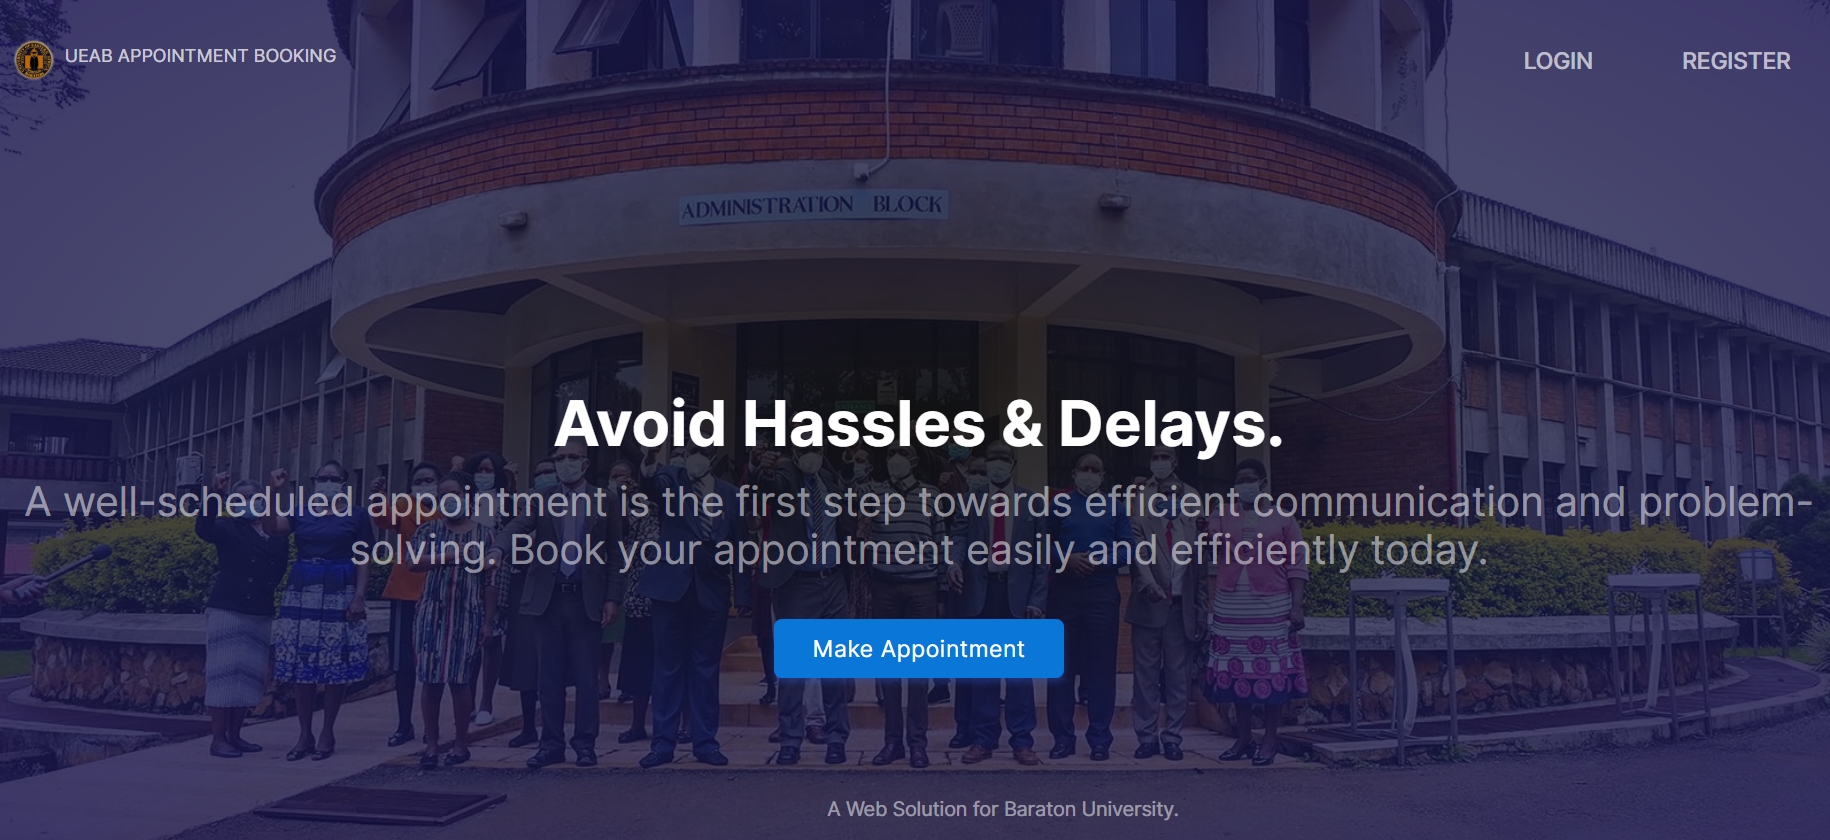 UEAB APPOINTMENT BOOKING
LOGIN
REGISTER
ADMINISTRATION BLOCK
Avoid Hassles & Delays.
A well-scheduled appointment is the first step towards efficient communication and problem-
solving. Book your appointment easily and efficiently today.
Make Appointment
A Web Solution for Baraton University.